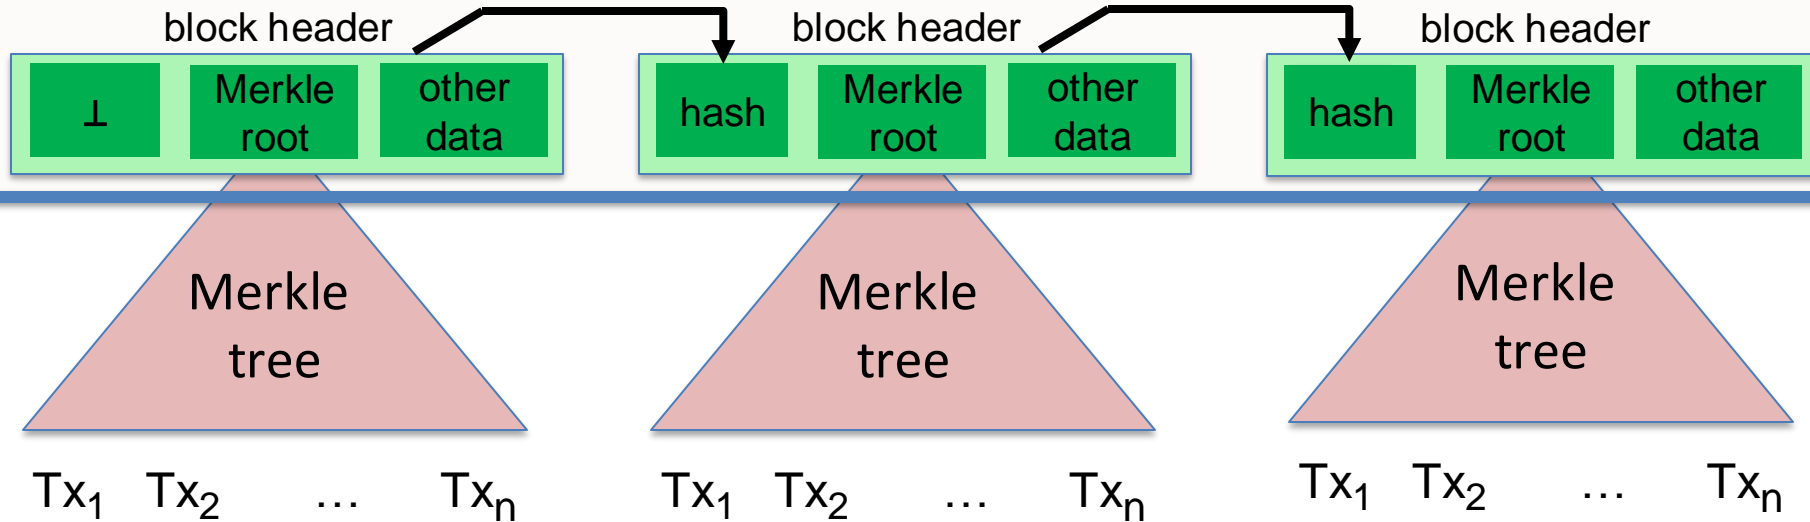 block header
block header
block header
⊥
Merkle
root
other
data
hash
Merkle
root
other
data
hash
Merkle
root
other
data
Merkle
tree
Merkle
tree
Merkle
tree
Tx₁ Tx₂ … Txₙ
Tx₁ Tx₂ … Txₙ
Tx₁ Tx₂ … Txₙ